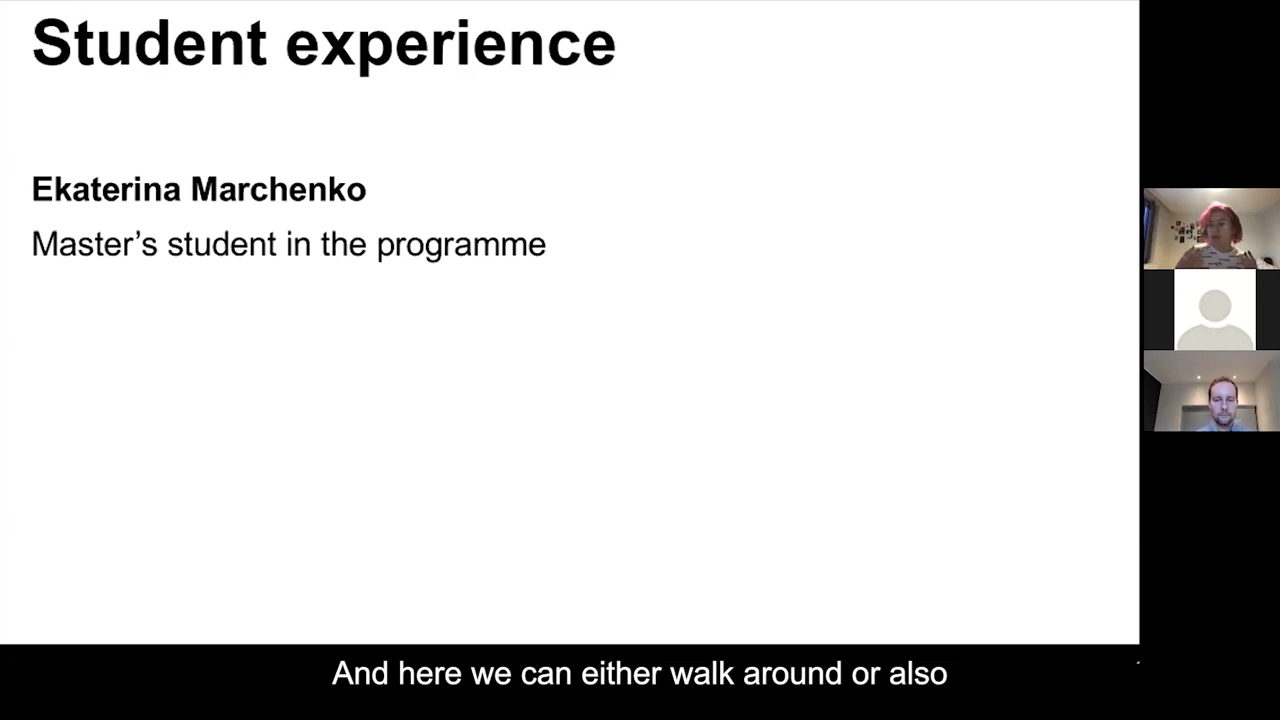 Student experience
Ekaterina Marchenko
Master’s student in the programme
And here we can either walk around or also